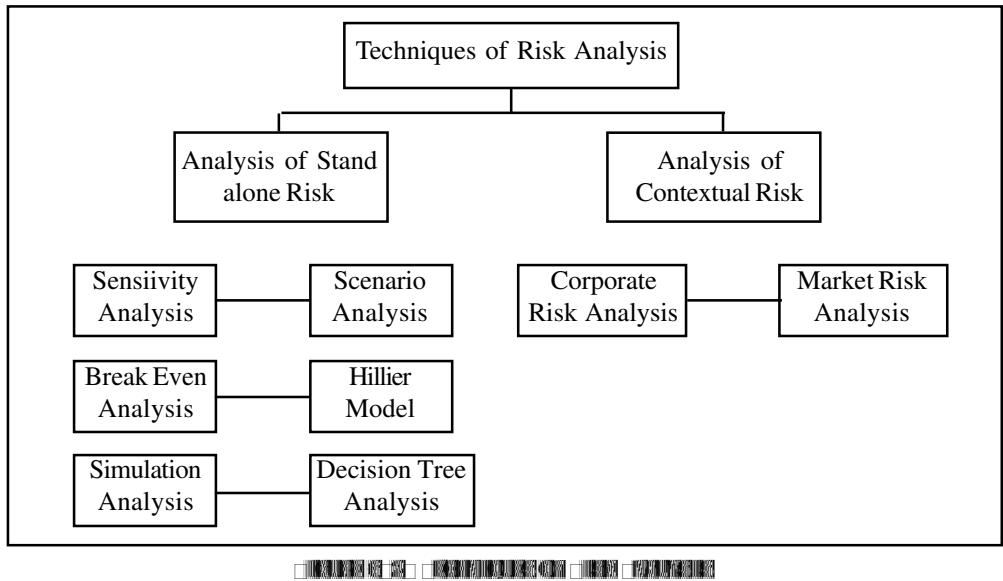 Techniques of Risk Analysis
Analysis of Stand
alone Risk
Analysis of
Contextual Risk
Sensiivity
Analysis
Scenario
Analysis
Corporate
Risk Analysis
Market Risk
Analysis
Break Even
Analysis
Hillier
Model
Simulation
Analysis
Decision Tree
Analysis